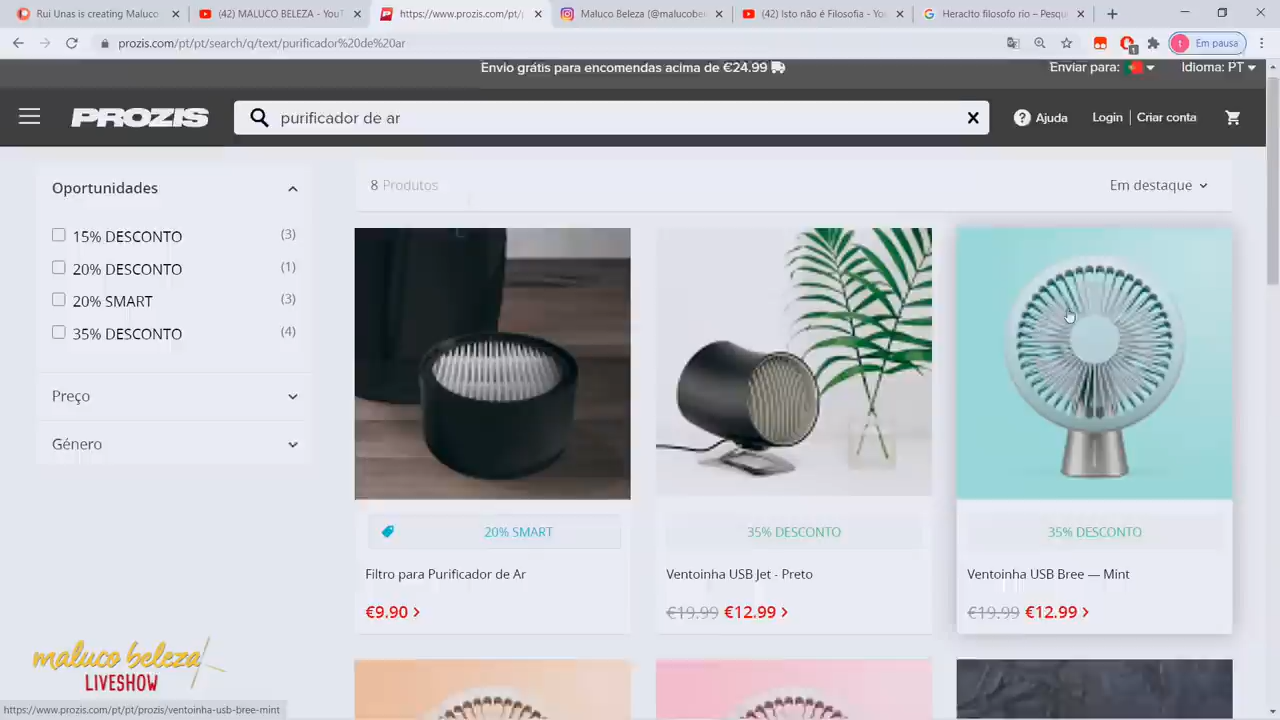 Rui Unas is creating Maluco
(42) MALUCO BELEZA - YouT
https://www.prozis.com/pt/
Maluco Beleza (@malucobe
(42) Isto não é Filosofia - You
Heraclto filosofo rio – Pesqu
prozis.com/pt/pt/search/q/text/purificador%20de%20ar
1
t
Em pausa
Envio grátis para encomendas acima de €24.99
Enviar para:
Idioma: PT
PROZIS
purificador de ar
? Ajuda
Login | Criar conta
Oportunidades
15% DESCONTO (3)
20% DESCONTO (1)
20% SMART (3)
35% DESCONTO (4)
Preço
Género
8 Produtos
Em destaque
20% SMART
Filtro para Purificador de Ar
€9.90
35% DESCONTO
Ventoinha USB Jet - Preto
€19.99 €12.99
35% DESCONTO
Ventoinha USB Bree — Mint
€19.99 €12.99
maluco beleza
LIVESHOW
https://www.prozis.com/pt/pt/prozis/ventoinha-usb-bree-mint